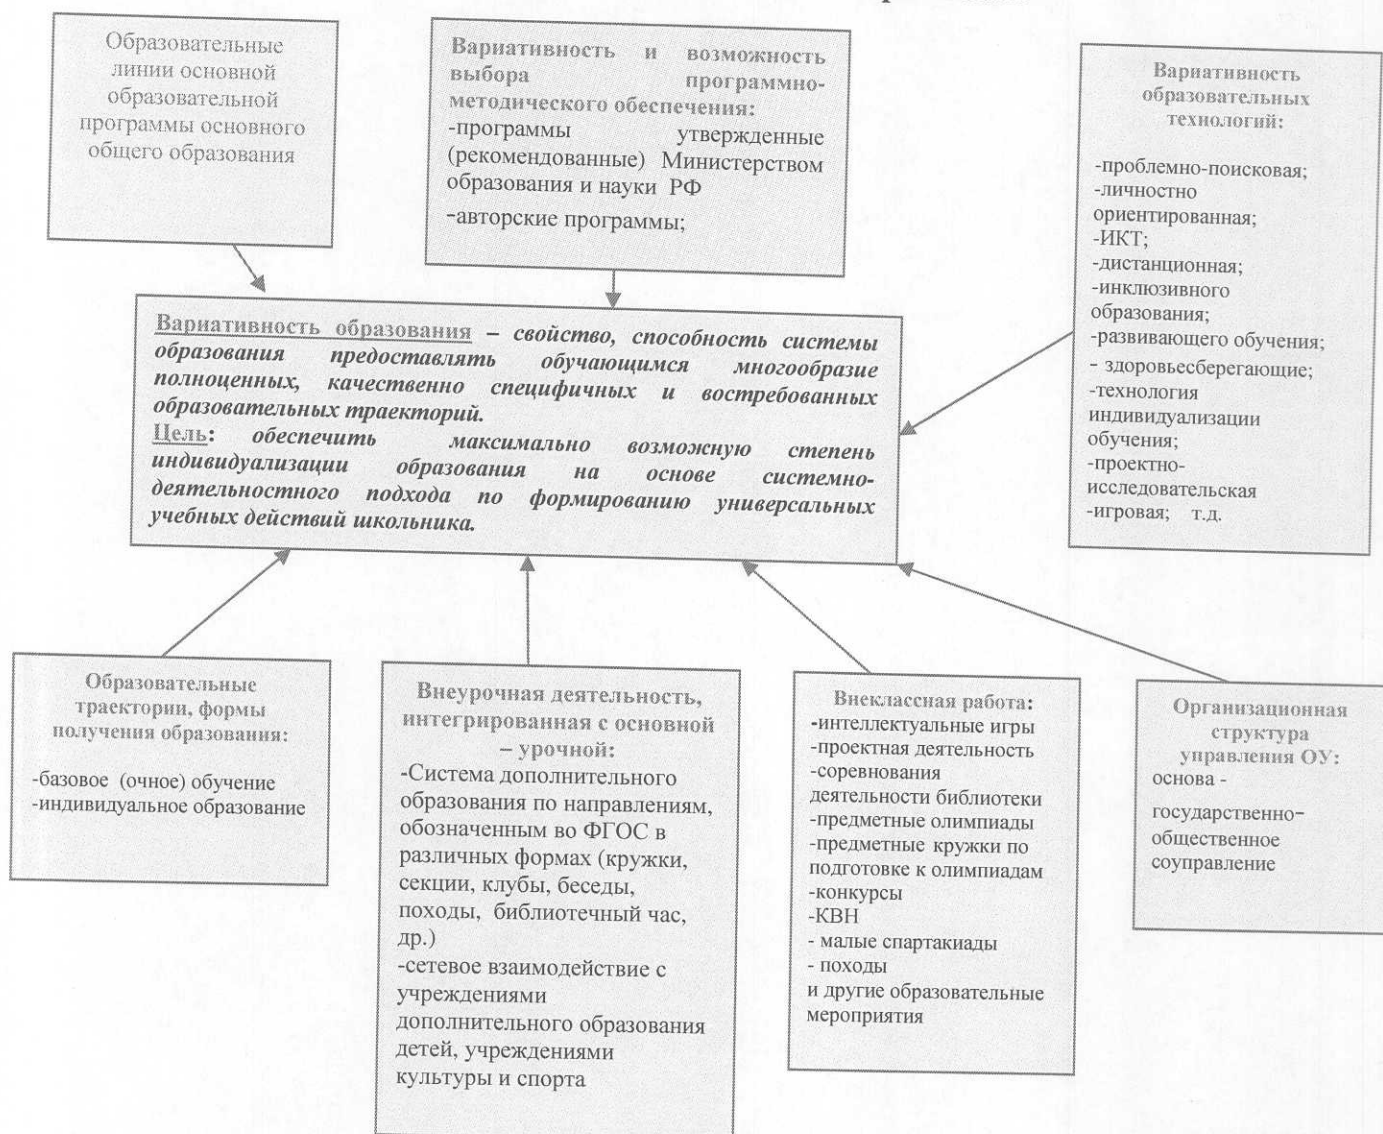 Образовательные
линии основной
образовательной
программы основного
общего образования
Вариативность и возможность
выбора программно-
методического обеспечения:
-программы утвержденные
(рекомендованные) Министерством
образования и науки РФ
-авторские программы;
Вариативность
образовательных
технологий:
-проблемно-поисковая;
-личностно
ориентированная;
-ИКТ;
-дистанционная;
-инклюзивного
образования;
-развивающего обучения;
- здоровьесберегающие;
-технология
индивидуализации
обучения;
-проектно-
исследовательская
-игровая; т.д.
Вариативность образования – свойство, способность системы
образования предоставлять обучающимся многообразие
полноценных, качественно специфичных и востребованных
образовательных траекторий.
Цель: обеспечить максимально возможную степень
индивидуализации образования на основе системно-
деятельностного подхода по формированию универсальных
учебных действий школьника.
Образовательные
траектории, формы
получения образования:
-базовое (очное) обучение
-индивидуальное образование
Внеурочная деятельность,
интегрированная с основной
– урочной:
-Система дополнительного
образования по направлениям,
обозначенным во ФГОС в
различных формах (кружки,
секции, клубы, беседы,
походы, библиотечный час,
др.)
-сетевое взаимодействие с
учреждениями
дополнительного образования
детей, учреждениями
культуры и спорта
Внеклассная работа:
-интеллектуальные игры
-проектная деятельность
-соревнования
деятельности библиотеки
-предметные олимпиады
-предметные кружки по
подготовке к олимпиадам
-конкурсы
-КВН
- малые спартакиады
- походы
и другие образовательные
мероприятия
Организационная
структура
управления ОУ:
основа -
государственно-
общественное
соуправление